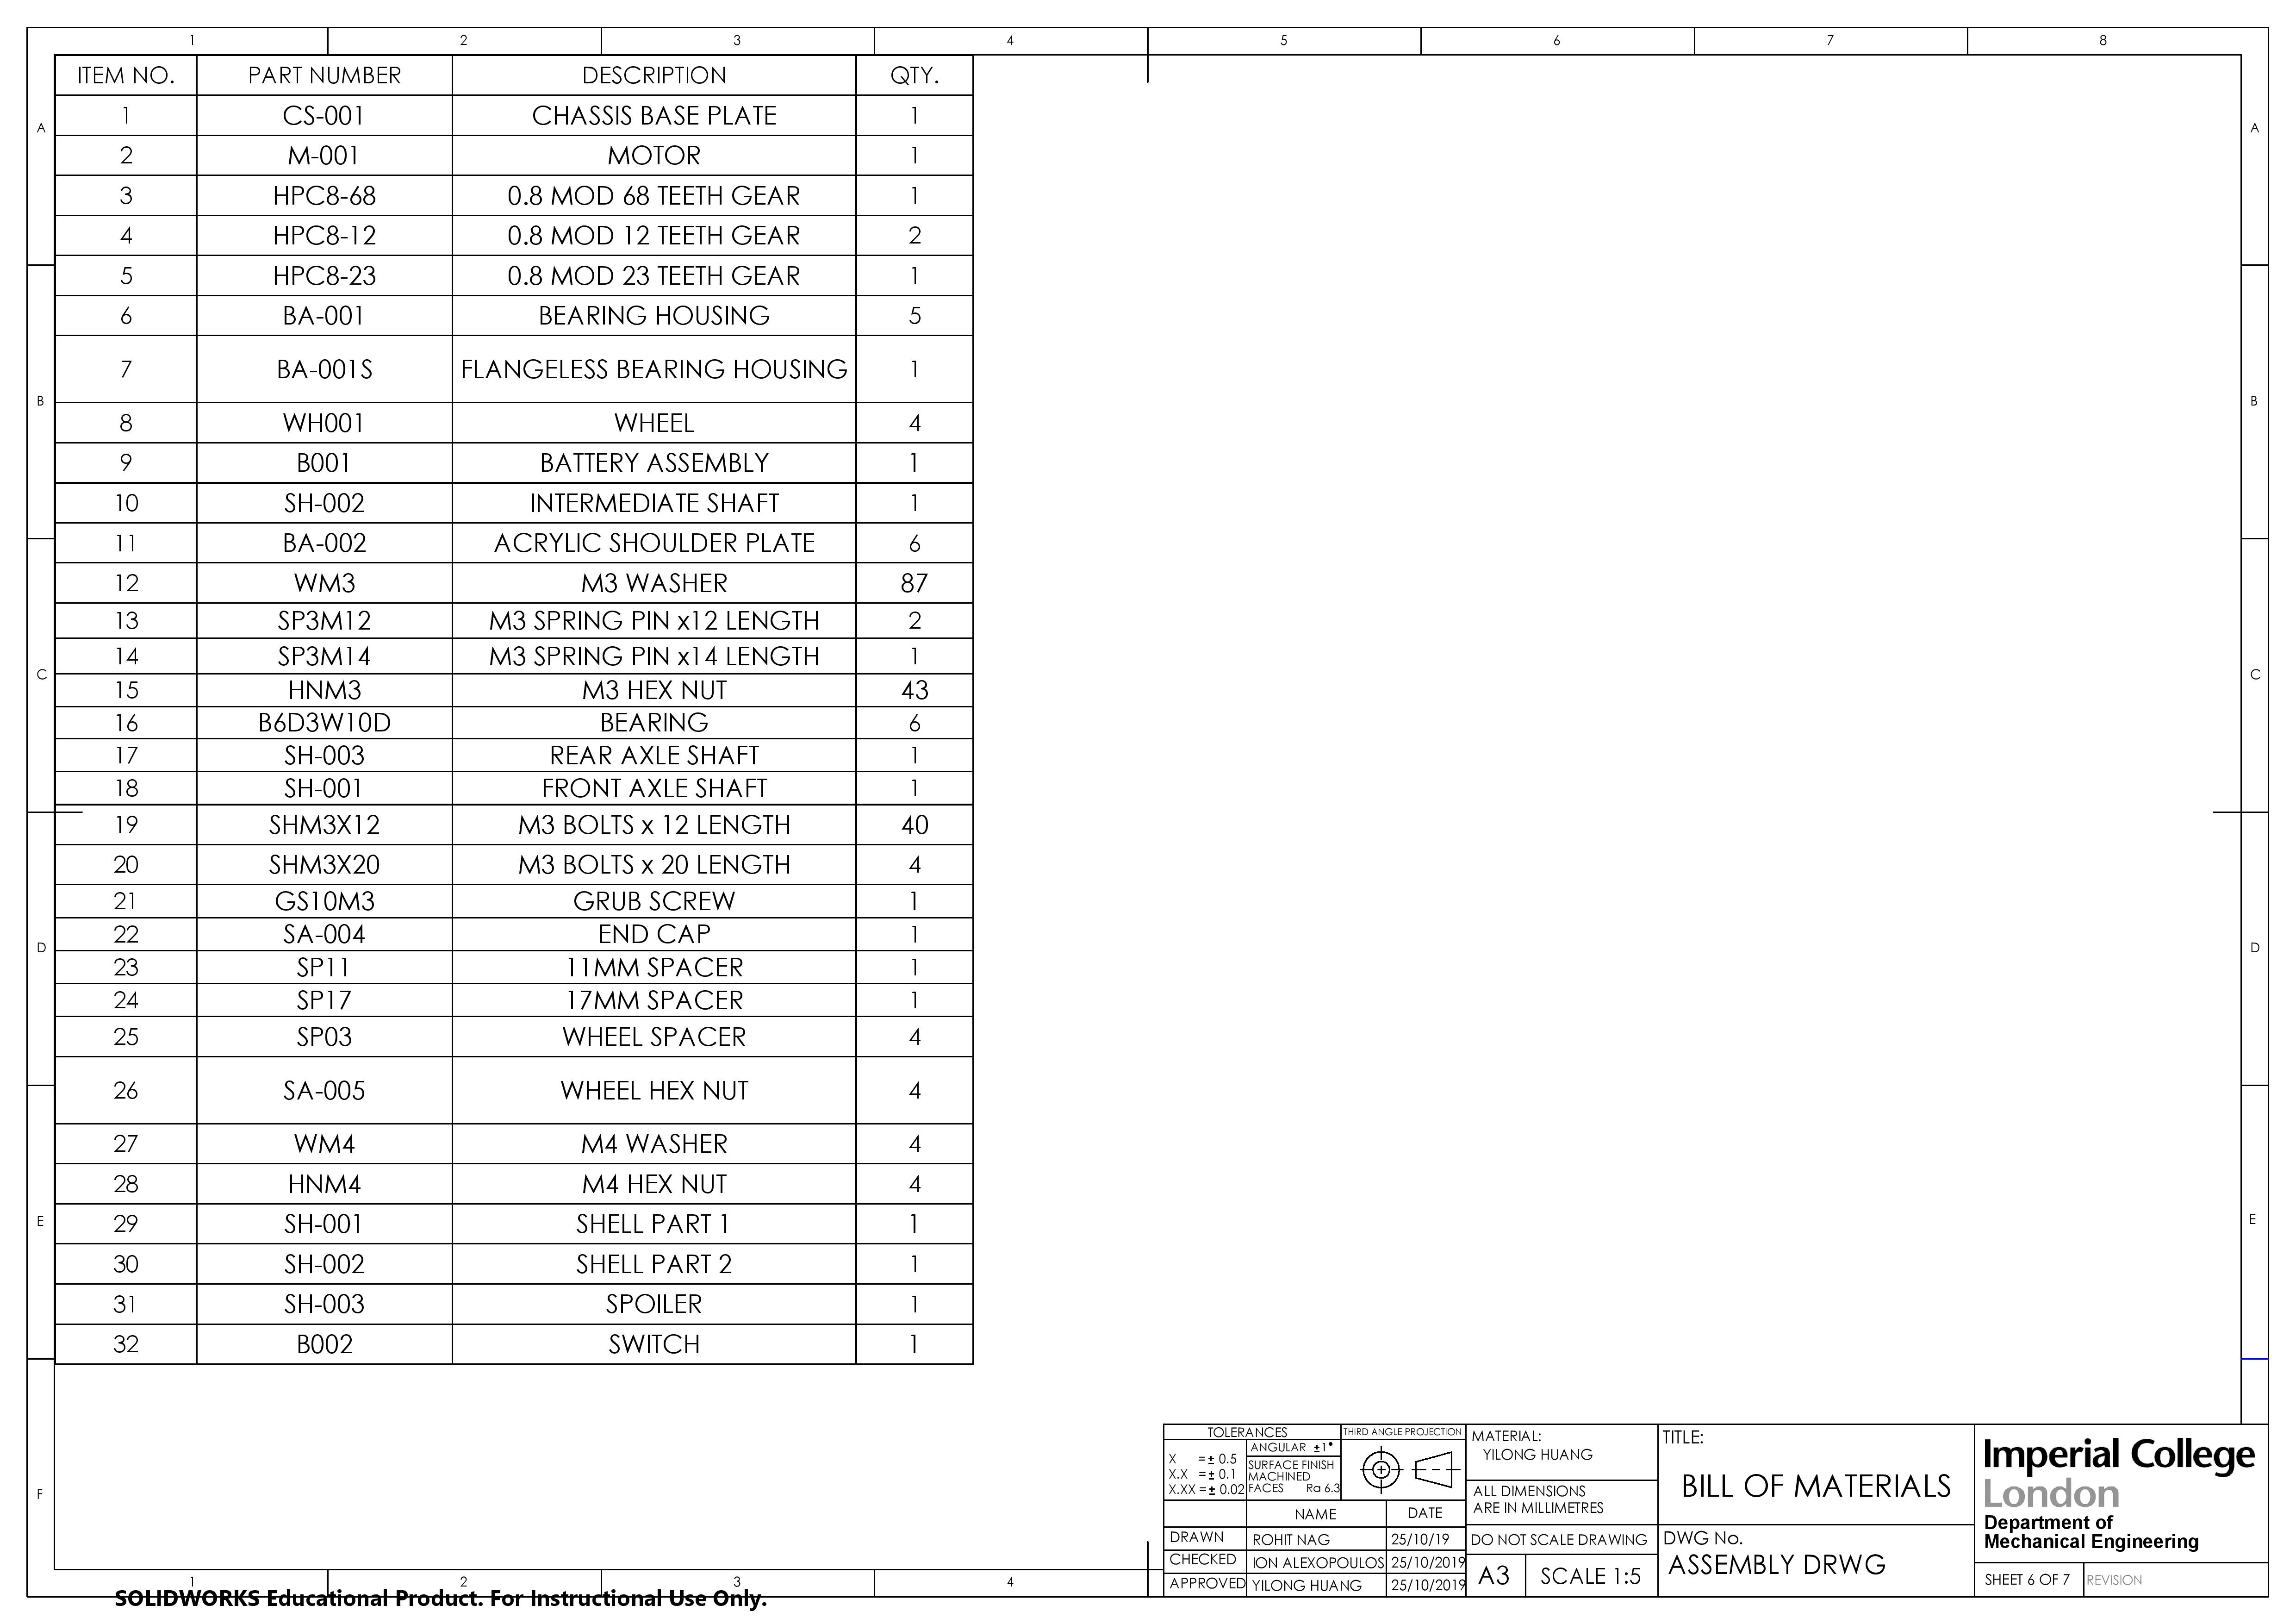 1 2 3 4 5 6 7 8
ITEM NO. PART NUMBER DESCRIPTION QTY.
1 CS-001 CHASSIS BASE PLATE 1
A A
2 M-001 MOTOR 1
3 HPC8-68 0.8 MOD 68 TEETH GEAR 1
4 HPC8-12 0.8 MOD 12 TEETH GEAR 2
5 HPC8-23 0.8 MOD 23 TEETH GEAR 1
6 BA-001 BEARING HOUSING 5
7 BA-001S FLANGELESS BEARING HOUSING 1
B B
8 WH001 WHEEL 4
9 B001 BATTERY ASSEMBLY 1
10 SH-002 INTERMEDIATE SHAFT 1
11 BA-002 ACRYLIC SHOULDER PLATE 6
12 WM3 M3 WASHER 87
13 SP3M12 M3 SPRING PIN x12 LENGTH 2
14 SP3M14 M3 SPRING PIN x14 LENGTH 1
C C
15 HNM3 M3 HEX NUT 43
16 B6D3W10D BEARING 6
17 SH-003 REAR AXLE SHAFT 1
18 SH-001 FRONT AXLE SHAFT 1
19 SHM3X12 M3 BOLTS x 12 LENGTH 40
20 SHM3X20 M3 BOLTS x 20 LENGTH 4
21 GS10M3 GRUB SCREW 1
22 SA-004 END CAP 1
D D
23 SP11 11MM SPACER 1
24 SP17 17MM SPACER 1
25 SP03 WHEEL SPACER 4
26 SA-005 WHEEL HEX NUT 4
27 WM4 M4 WASHER 4
28 HNM4 M4 HEX NUT 4
E E
29 SH-001 SHELL PART 1 1
30 SH-002 SHELL PART 2 1
31 SH-003 SPOILER 1
32 B002 SWITCH 1
F
TOLERANCES
X =± 0.5
X.X =± 0.1
X.XX =± 0.02
ANGULAR ±1°
SURFACE FINISH
MACHINED
FACES Ra 6.3
THIRD ANGLE PROJECTION
MATERIAL:
YILONG HUANG
ALL DIMENSIONS
ARE IN MILLIMETRES
TITLE:
BILL OF MATERIALS
Imperial College
London
Department of
Mechanical Engineering
NAME DATE
DRAWN ROHIT NAG 25/10/19
CHECKED ION ALEXOPOULOS 25/10/2019
APPROVED YILONG HUANG 25/10/2019
DO NOT SCALE DRAWING
A3 SCALE 1:5
DWG No.
ASSEMBLY DRWG
SHEET 6 OF 7 REVISION
1 2 3 4
SOLIDWORKS Educational Product. For Instructional Use Only.